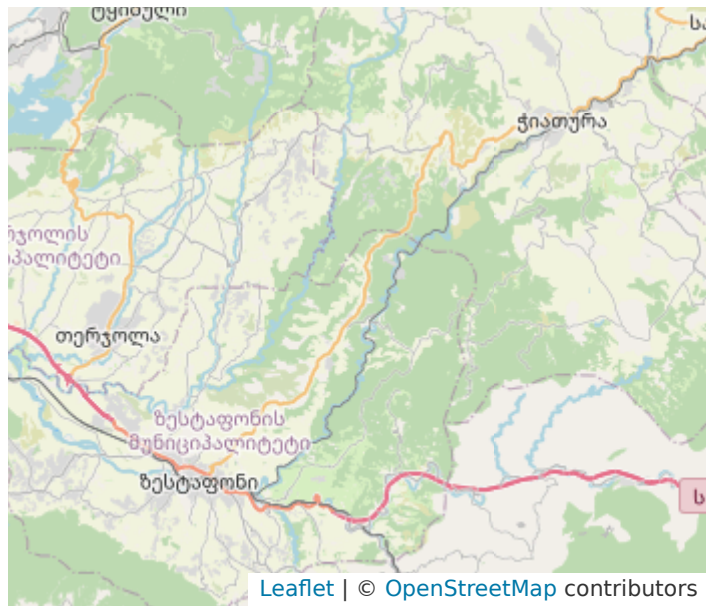 ტყიბული
ჭიათურა
თერჯოლა
ზესტაფონის
მუნიციპალიტეტი
ზესტაფონი
Leaflet | © OpenStreetMap contributors